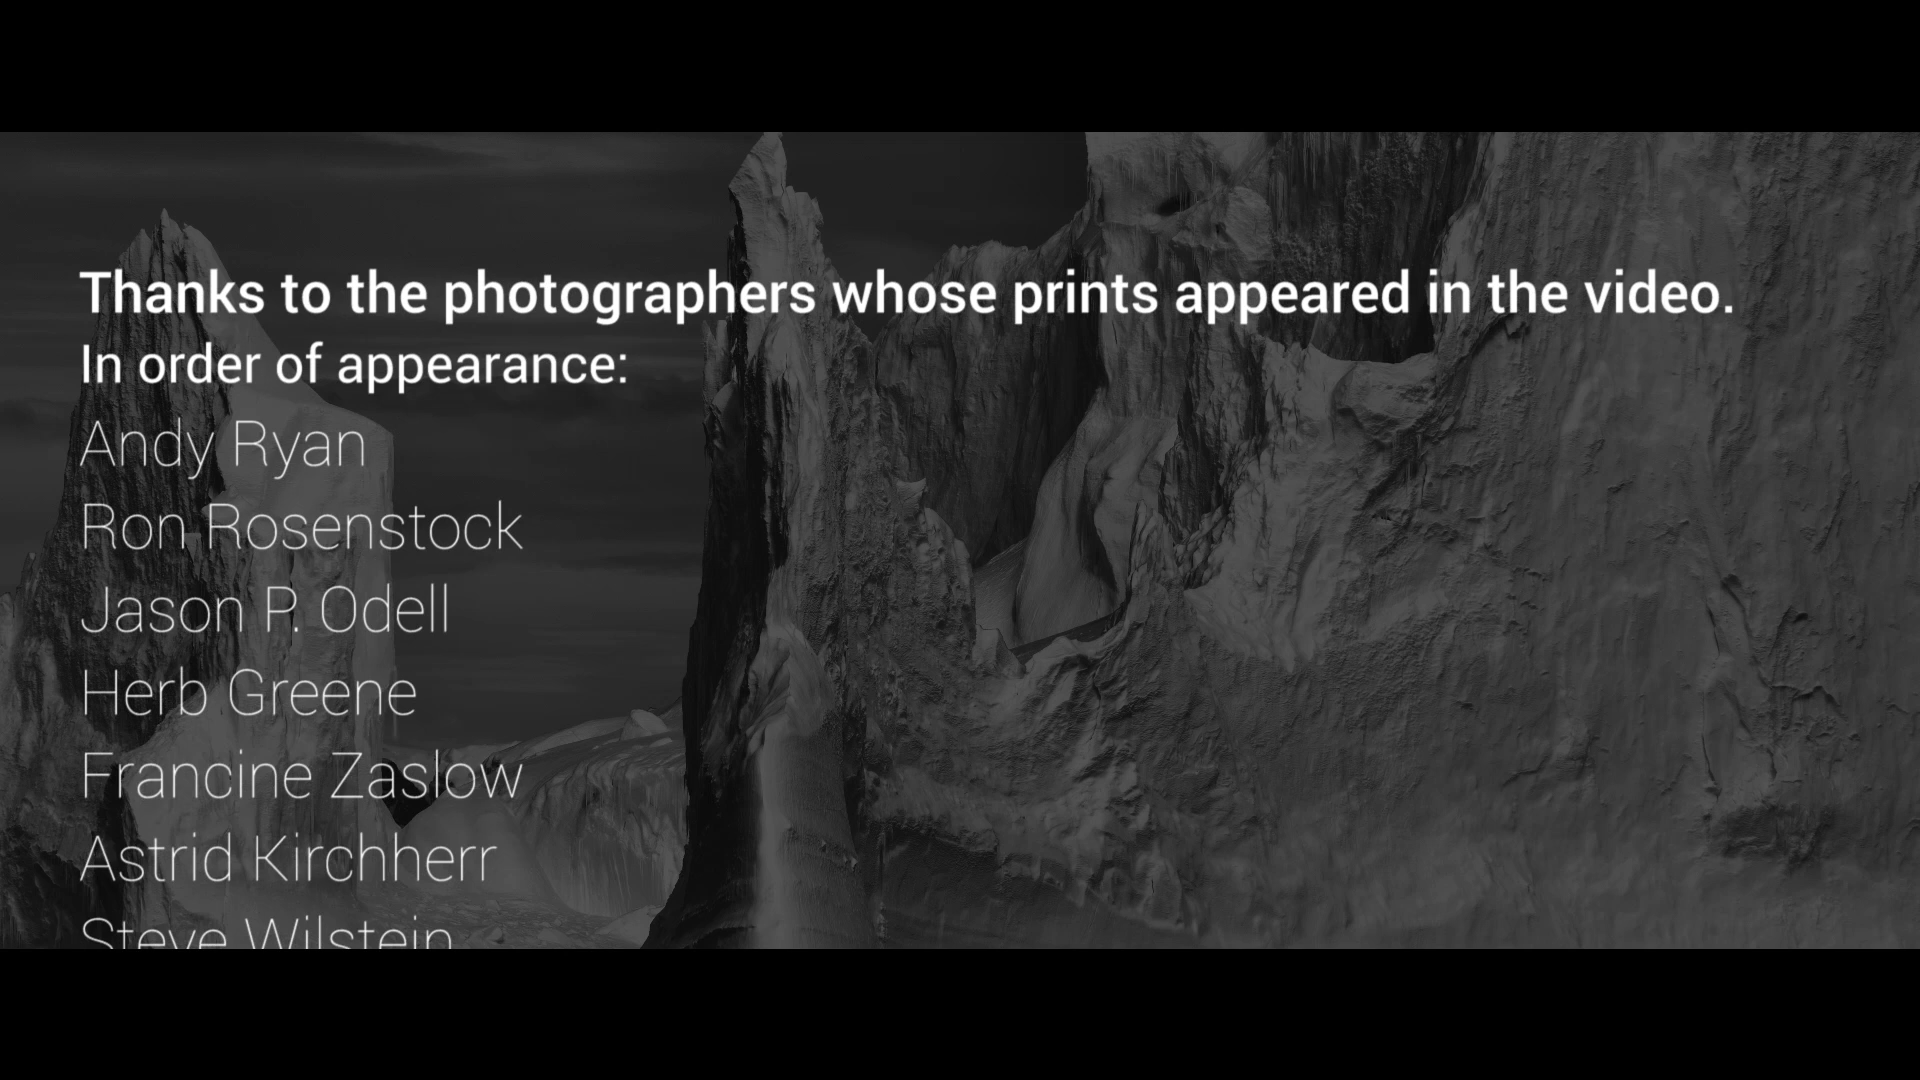 Thanks to the photographers whose prints appeared in the video.
In order of appearance:
Andy Ryan
Ron Rosenstock
Jason P. Odell
Herb Greene
Francine Zaslow
Astrid Kirchherr
Steve Wilstein